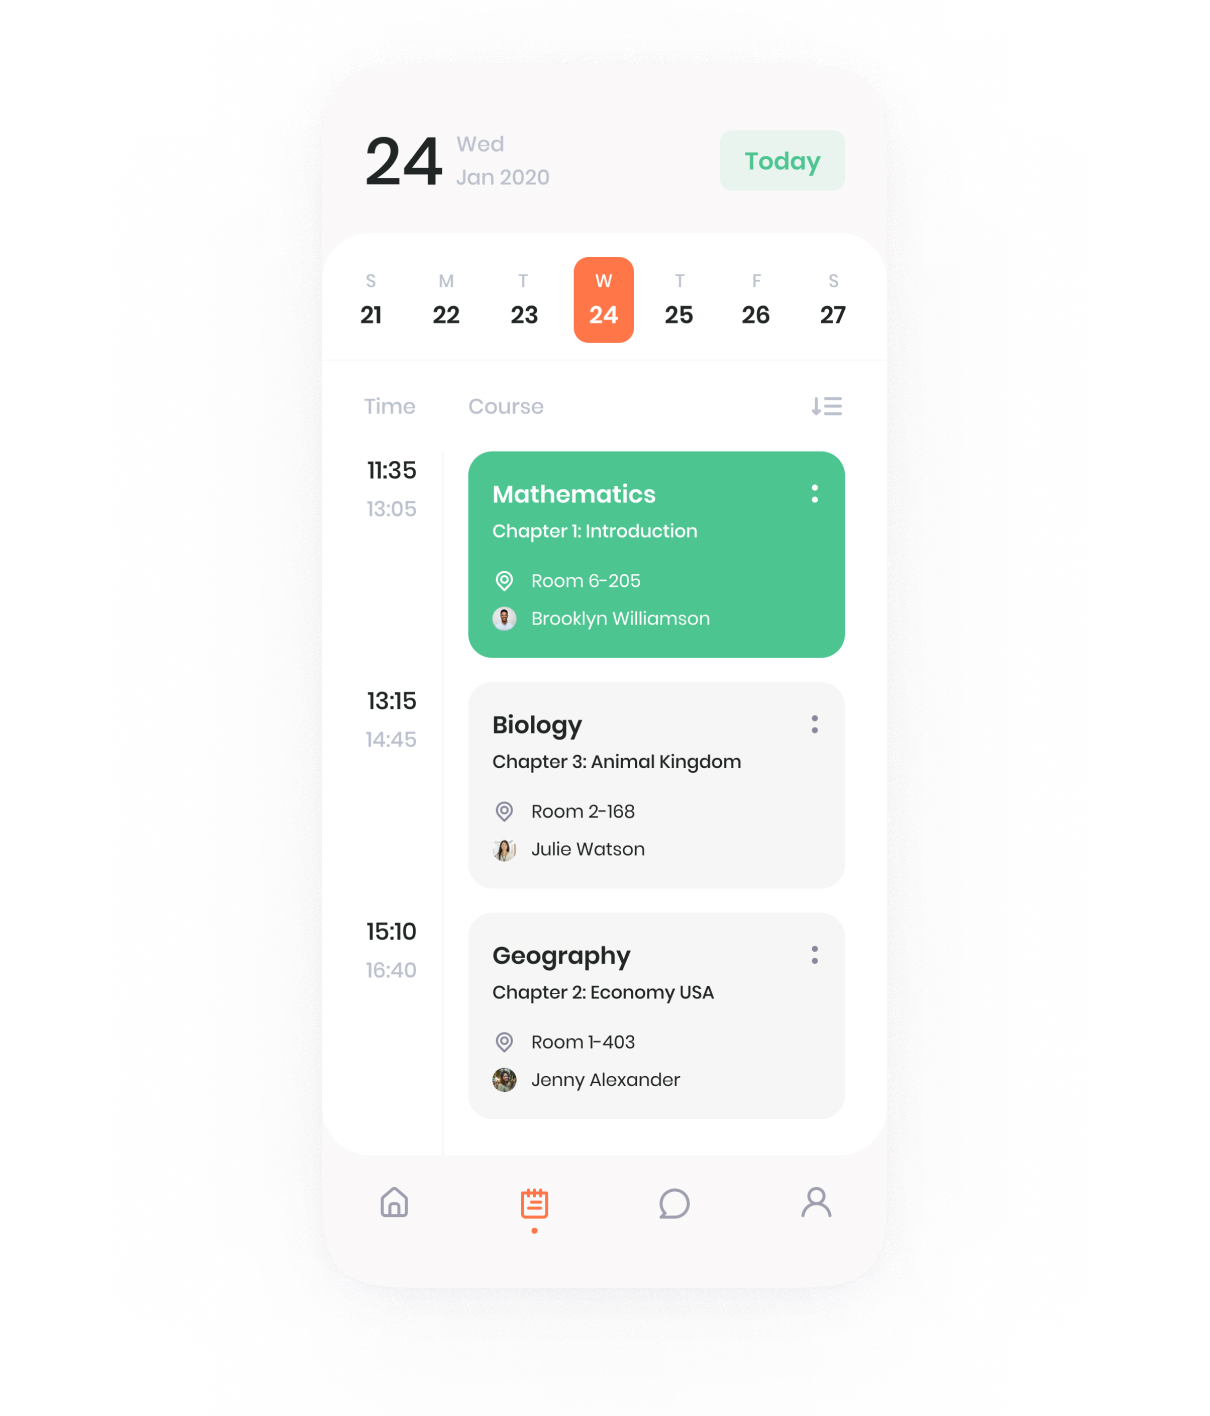 24
Wed
Jan 2020
Today
S M T W T F S
21 22 23 24 25 26 27
Time Course
11:35
13:05
Mathematics
Chapter 1: Introduction
Room 6-205
Brooklyn Williamson
13:15
14:45
Biology
Chapter 3: Animal Kingdom
Room 2-168
Julie Watson
15:10
16:40
Geography
Chapter 2: Economy USA
Room 1-403
Jenny Alexander